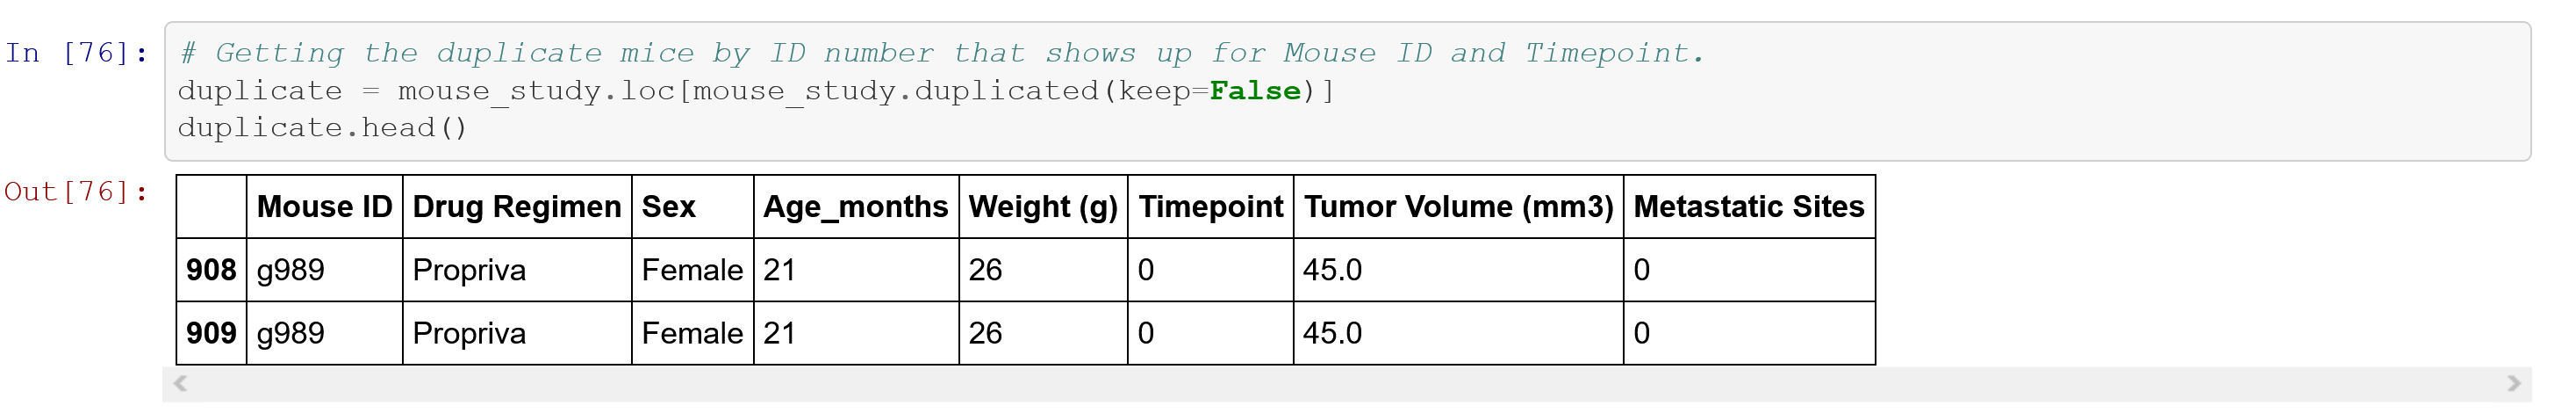 In [76]: # Getting the duplicate mice by ID number that shows up for Mouse ID and Timepoint.
duplicate = mouse_study.loc[mouse_study.duplicated(keep=False)]
duplicate.head()
Out[76]:
Mouse ID Drug Regimen Sex Age_months Weight (g) Timepoint Tumor Volume (mm3) Metastatic Sites
908 g989 Propriva Female 21 26 0 45.0 0
909 g989 Propriva Female 21 26 0 45.0 0